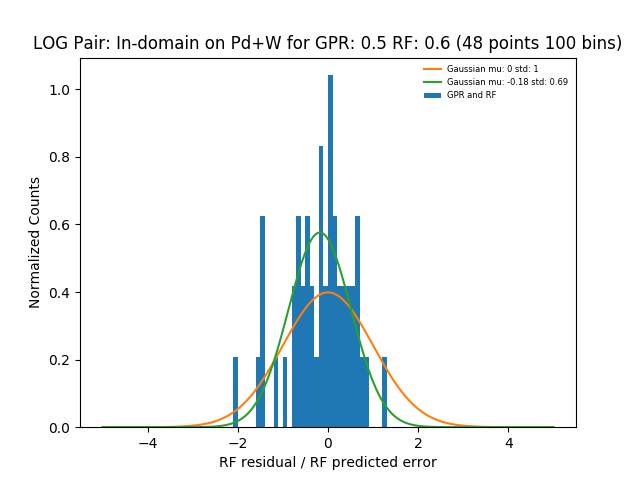 LOG Pair: In-domain on Pd+W for GPR: 0.5 RF: 0.6 (48 points 100 bins)
Gaussian mu: 0 std: 1
Gaussian mu: -0.18 std: 0.69
GPR and RF
Normalized Counts
1.0
0.8
0.6
0.4
0.2
0.0
−4 −2 0 2 4
RF residual / RF predicted error